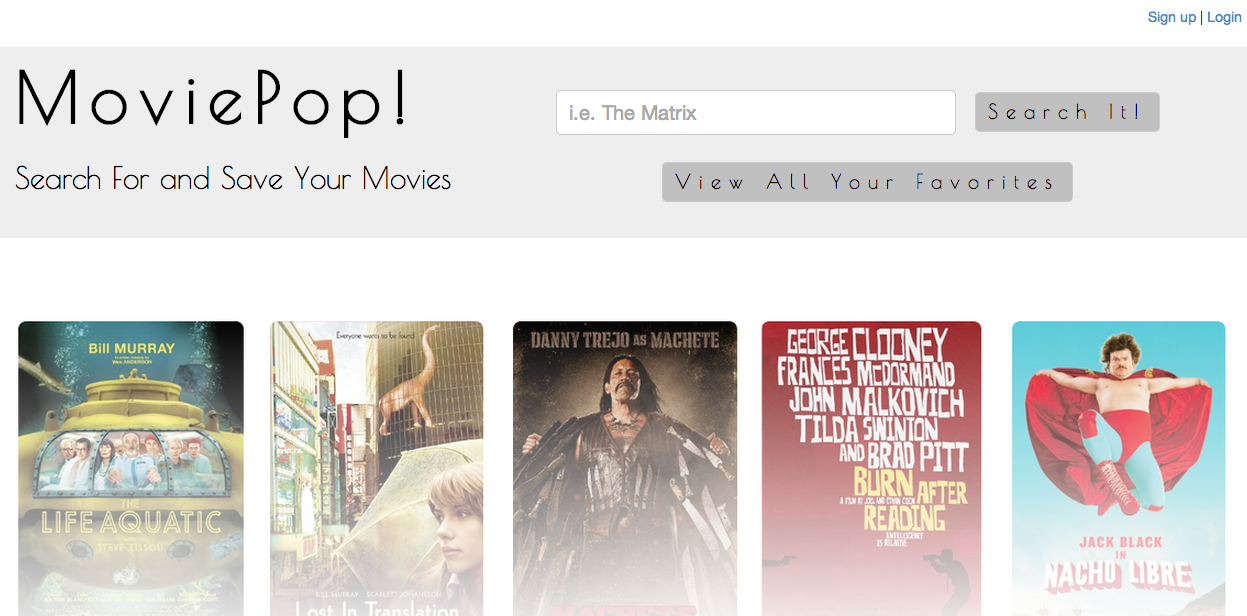 Sign up | Login
MoviePop!
i.e. The Matrix
Search It!
Search For and Save Your Movies
View All Your Favorites
Bill MURRAY
THE
LIFE AQUATIC
WITH
STEVE ZISSOU
Everyone wants to be found.
BILL MURRAY SCARLETT JOHANSSON
Lost In Translation
DANNY TREJO AS MACHETE
MACHETE
GEORGE CLOONEY
FRANCES McDORMAND
JOHN MALKOVICH
TILDA SWINTON
AND BRAD PITT
BURN AFTER
A FILM BY JOEL AND ETHAN COEN
READING
INTELLIGENCE
IS RELATIVE
JACK BLACK
IN
NACHO LIBRE